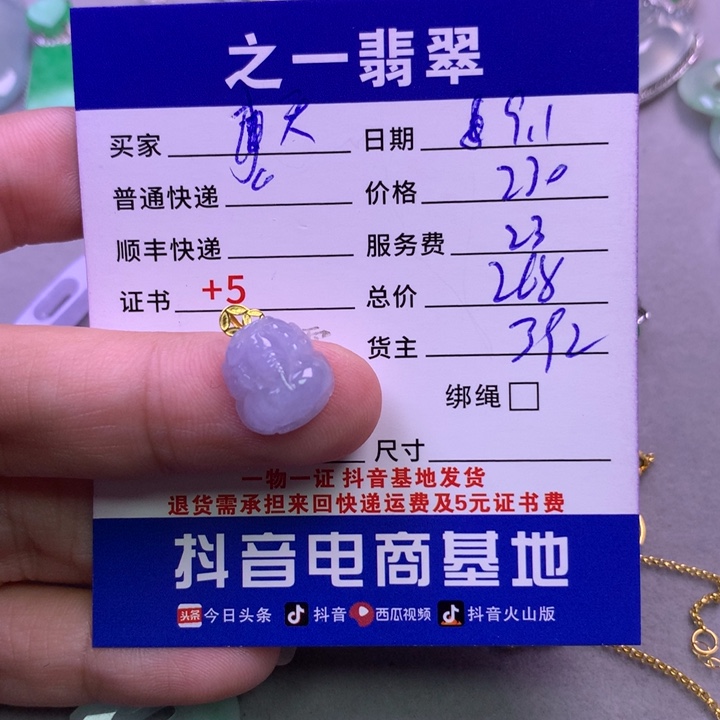 之一翡翠
买家 日期 9.1
普通快递 价格 230
顺丰快递 服务费 23
证书 +5 总价 268
货主 392
绑绳
尺寸
一物一证 抖音基地发货
退货需承担来回快递运费及5元证书费
抖音电商基地
头条 今日头条 抖音 西瓜视频 抖音火山版